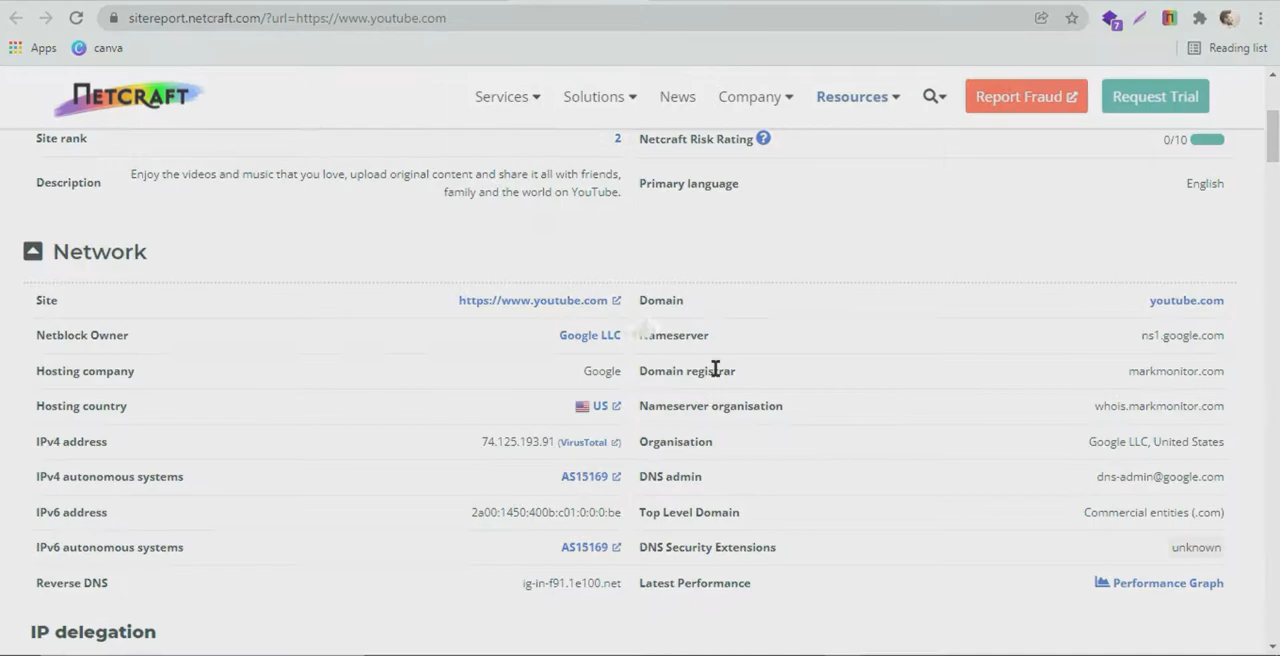 sitereport.netcraft.com/?url=https://www.youtube.com
7
Apps canva Reading list
NETCRAFT Services Solutions News Company Resources Report Fraud Request Trial
Site rank 2 Netcraft Risk Rating ? 0/10
Description Enjoy the videos and music that you love, upload original content and share it all with friends, Primary language English
family and the world on YouTube.
Network
Site https://www.youtube.com Domain youtube.com
Netblock Owner Google LLC ameserver ns1.google.com
Hosting company Google Domain registrar markmonitor.com
Hosting country US Nameserver organisation whois.markmonitor.com
IPv4 address 74.125.193.91 (VirusTotal) Organisation Google LLC, United States
IPv4 autonomous systems AS15169 DNS admin dns-admin@google.com
IPv6 address 2a00:1450:400b:c01:0:0:0:be Top Level Domain Commercial entities (.com)
IPv6 autonomous systems AS15169 DNS Security Extensions unknown
Reverse DNS ig-in-f91.1e100.net Latest Performance Performance Graph
IP delegation